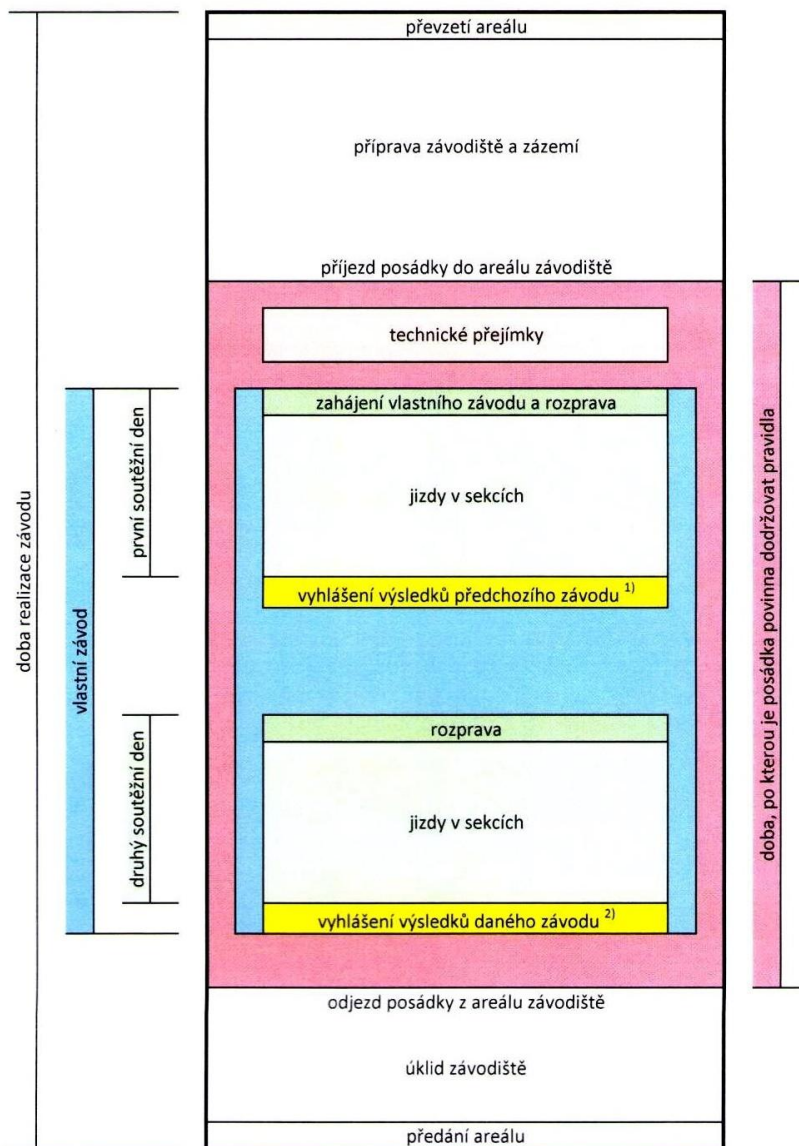 převzetí areálu
příprava závodiště a zázemí
příjezd posádky do areálu závodiště
technické přejímky
zahájení vlastního závodu a rozprava
jizdy v sekcích
vyhlášení výsledků předchozího závodu 1)
rozprava
jizdy v sekcích
vyhlášení výsledků daného závodu 2)
odjezd posádky z areálu závodiště
úklid závodiště
předání areálu
doba realizace závodu
vlastní závod
první soutěžní den
druhý soutěžní den
doba, po kterou je posádka povinna dodržovat pravidla